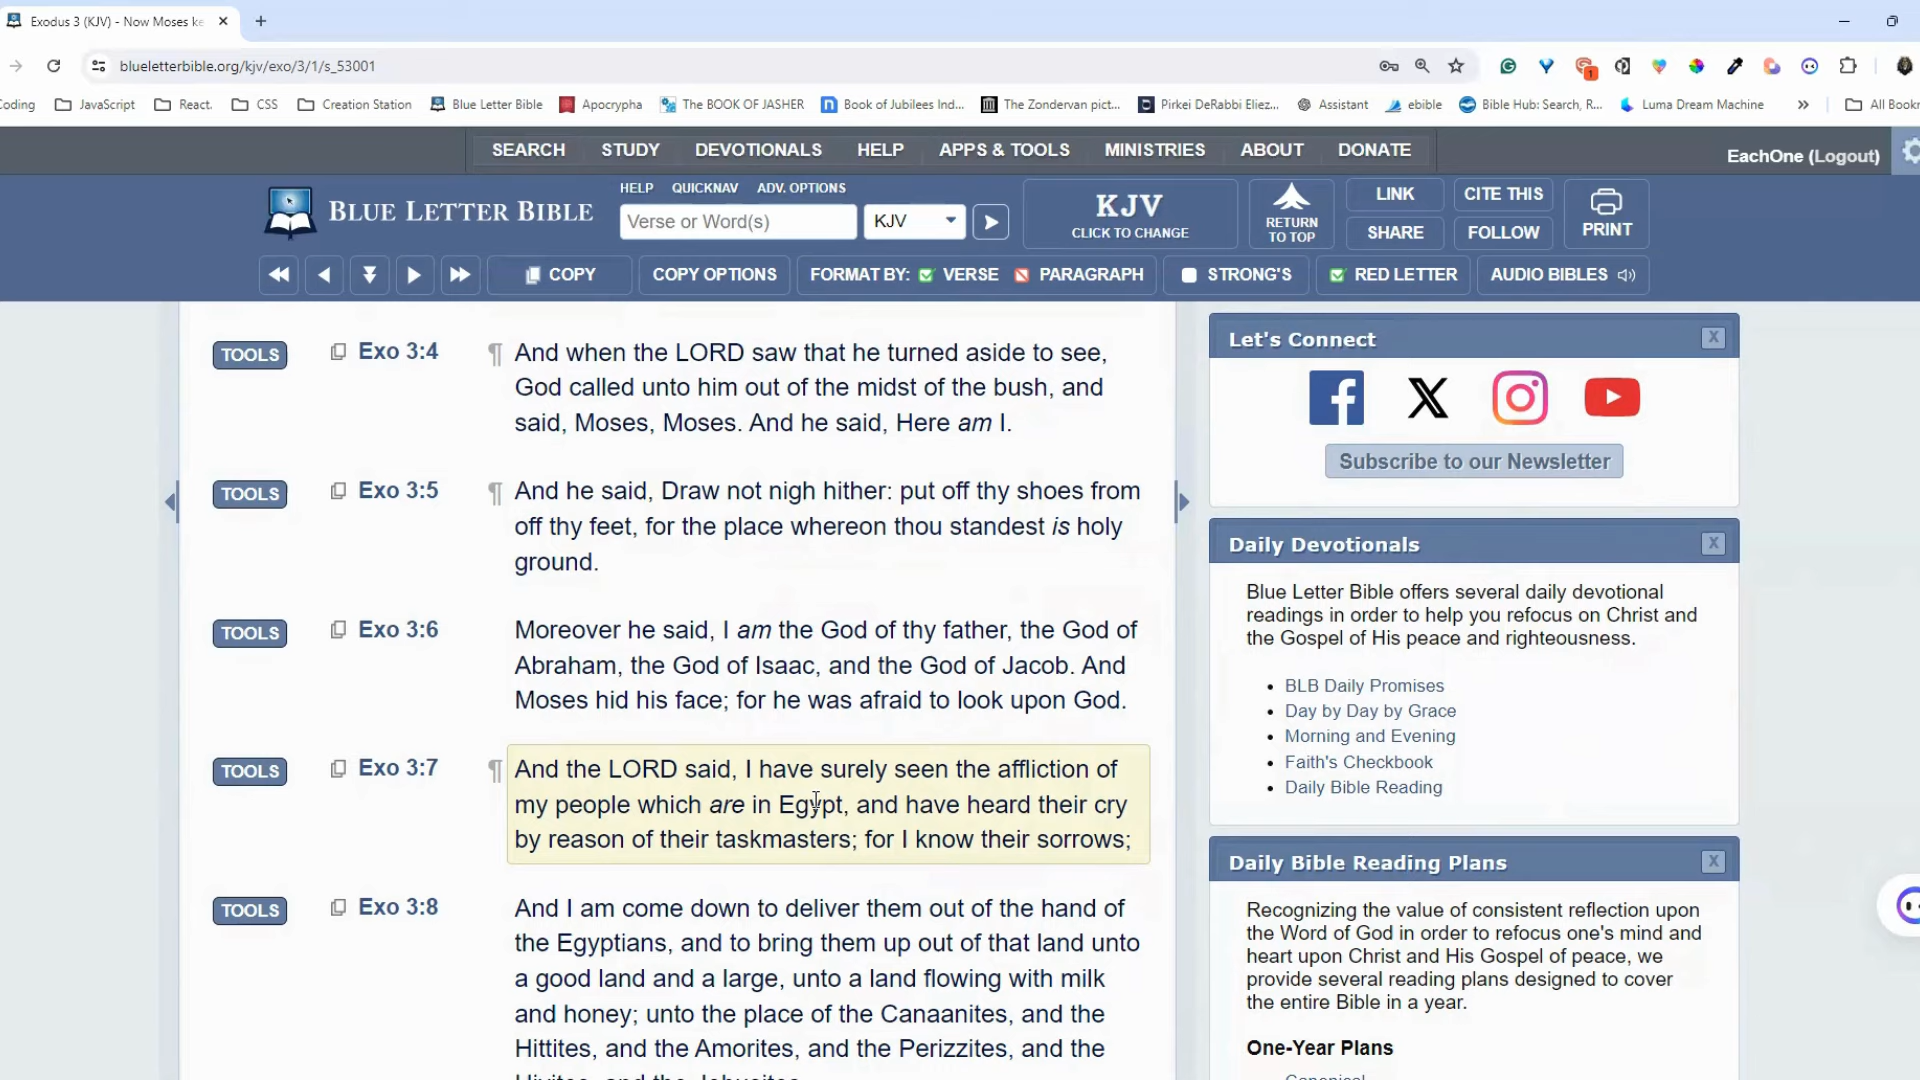 Exodus 3 (KJV) - Now Moses ke
blueletterbible.org/kjv/exo/3/1/s_53001
1
Coding JavaScript React. CSS Creation Station Blue Letter Bible Apocrypha The BOOK OF JASHER Book of Jubilees Ind... The Zondervan pict... Pirkei DeRabbi Eliez... Assistant ebible Bible Hub: Search, R... Luma Dream Machine » All Bookm
SEARCH STUDY DEVOTIONALS HELP APPS & TOOLS MINISTRIES ABOUT DONATE
EachOne (Logout)
HELP QUICKNAV ADV. OPTIONS
BLUE LETTER BIBLE
Verse or Word(s) KJV
KJV
CLICK TO CHANGE
RETURN
TO TOP
LINK CITE THIS
SHARE FOLLOW
PRINT
COPY COPY OPTIONS FORMAT BY: VERSE PARAGRAPH STRONG'S RED LETTER AUDIO BIBLES
TOOLS Exo 3:4 ¶ And when the LORD saw that he turned aside to see,
God called unto him out of the midst of the bush, and
said, Moses, Moses. And he said, Here am I.
TOOLS Exo 3:5 ¶ And he said, Draw not nigh hither: put off thy shoes from
off thy feet, for the place whereon thou standest is holy
ground.
TOOLS Exo 3:6 Moreover he said, I am the God of thy father, the God of
Abraham, the God of Isaac, and the God of Jacob. And
Moses hid his face; for he was afraid to look upon God.
TOOLS Exo 3:7 ¶ And the LORD said, I have surely seen the affliction of
my people which are in Egypt, and have heard their cry
by reason of their taskmasters; for I know their sorrows;
TOOLS Exo 3:8 And I am come down to deliver them out of the hand of
the Egyptians, and to bring them up out of that land unto
a good land and a large, unto a land flowing with milk
and honey; unto the place of the Canaanites, and the
Hittites, and the Amorites, and the Perizzites, and the
Hivites, and the Jebusites.
Let's Connect X
Subscribe to our Newsletter
Daily Devotionals X
Blue Letter Bible offers several daily devotional
readings in order to help you refocus on Christ and
the Gospel of His peace and righteousness.
BLB Daily Promises
Day by Day by Grace
Morning and Evening
Faith's Checkbook
Daily Bible Reading
Daily Bible Reading Plans X
Recognizing the value of consistent reflection upon
the Word of God in order to refocus one's mind and
heart upon Christ and His Gospel of peace, we
provide several reading plans designed to cover
the entire Bible in a year.
One-Year Plans
Canonical